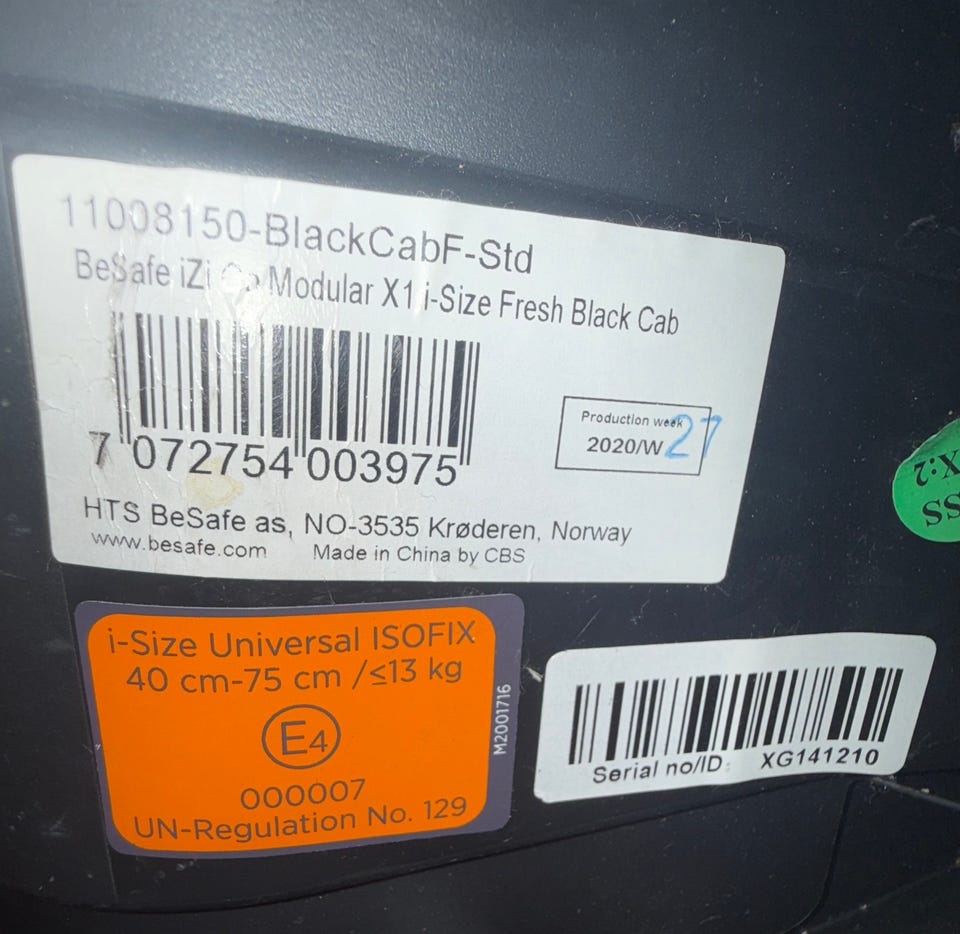 11008150-BlackCabF-Std
BeSafe iZi Modular X1 i-Size Fresh Black Cab
7 072754 003975
Production week
2020/W 27
HTS BeSafe as, NO-3535 Krøderen, Norway
www.besafe.com Made in China by CBS
i-Size Universal ISOFIX
40 cm-75 cm /≤13 kg
E4
000007
UN-Regulation No. 129
M2001716
Serial no/ID: XG141210